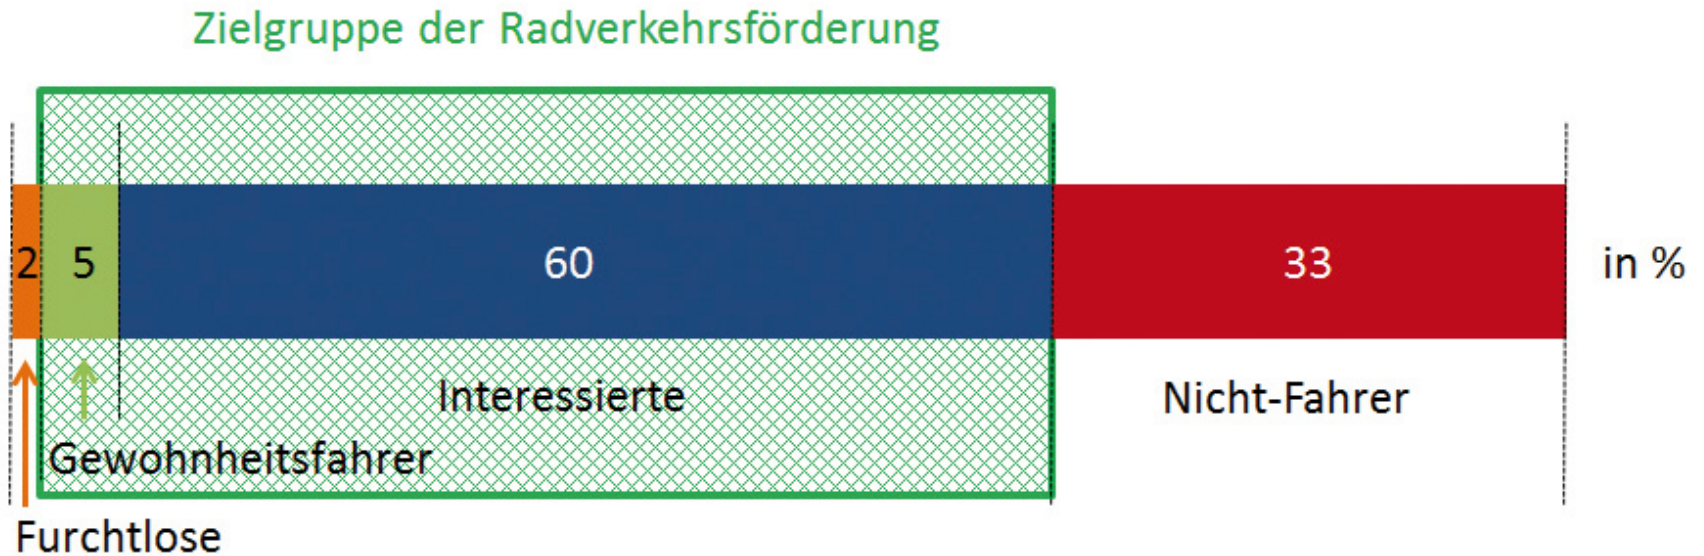 Zielgruppe der Radverkehrsförderung
2 5 60 33 in %
Interessierte Nicht-Fahrer
Gewohnheitsfahrer
Furchtlose